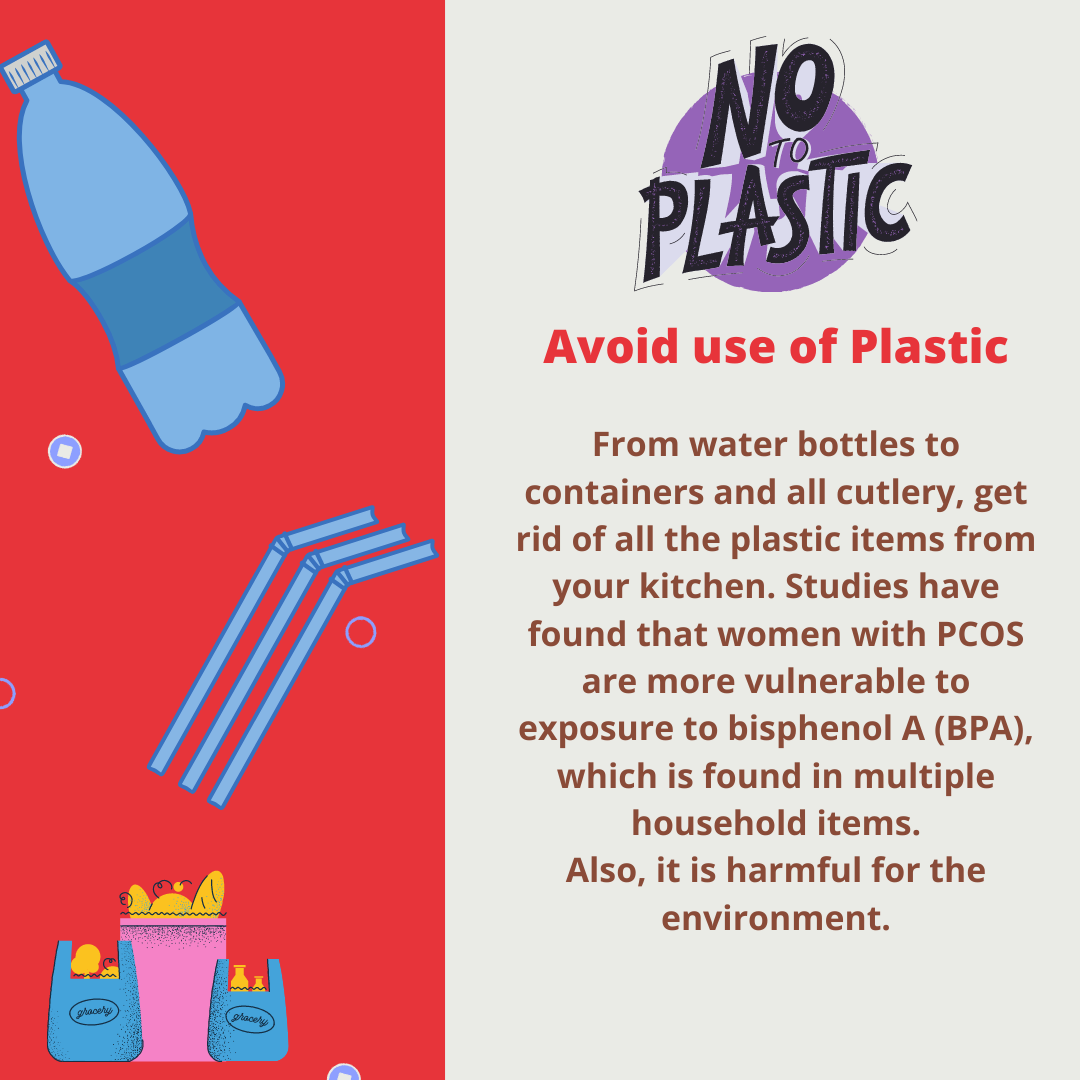 NO
TO
PLASTIC
Avoid use of Plastic
From water bottles to
containers and all cutlery, get
rid of all the plastic items from
your kitchen. Studies have
found that women with PCOS
are more vulnerable to
exposure to bisphenol A (BPA),
which is found in multiple
household items.
Also, it is harmful for the
environment.
grocery
grocery